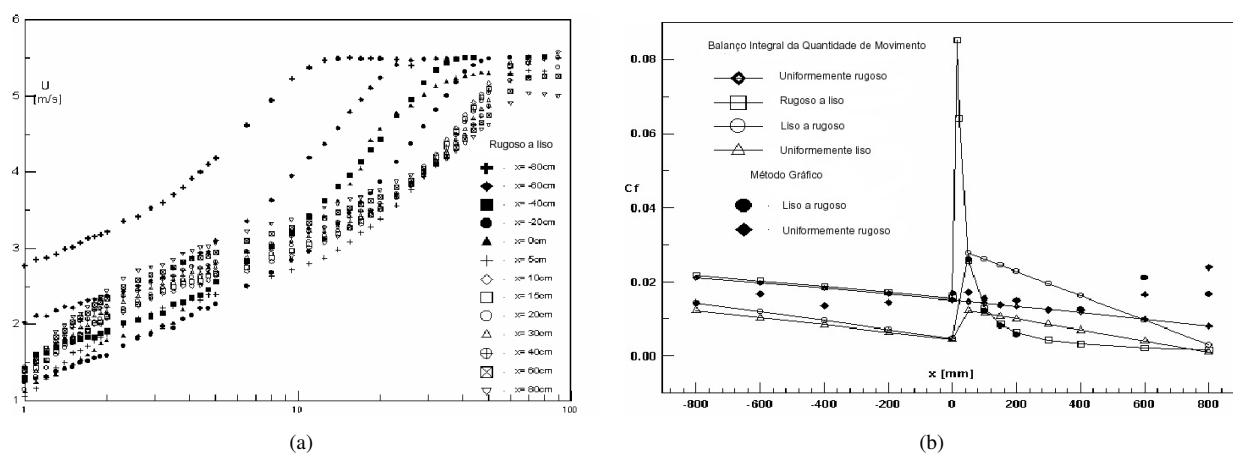 6
5
4
3
2
1
U
[m/s]
1
10
100
Rugoso a liso
x= -80cm
x= -60cm
x= -40cm
x= -20cm
x= 0cm
x= 5cm
x= 10cm
x= 15cm
x= 20cm
x= 30cm
x= 40cm
x= 60cm
x= 80cm
(a)
0.08
0.06
0.04
0.02
0.00
Cf
Balanço Integral da Quantidade de Movimento
Uniformemente rugoso
Rugoso a liso
Liso a rugoso
Uniformemente liso
Método Gráfico
Liso a rugoso
Uniformemente rugoso
x [mm]
-800 -600 -400 -200 0 200 400 600 800
(b)